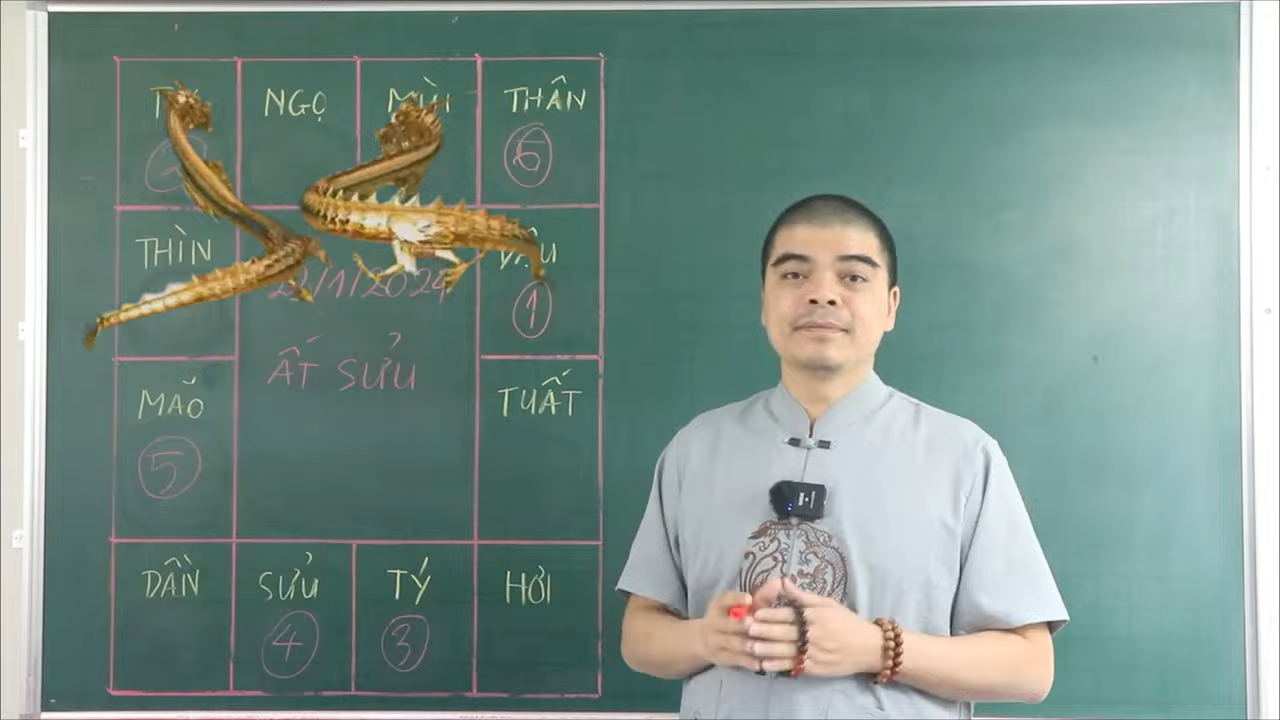 NGỌ
THÂN
6
THÌN
1
ẤT SỬU
MÃO
TUẤT
5
DẦN
SỬU
TÝ
HỢI
4
3